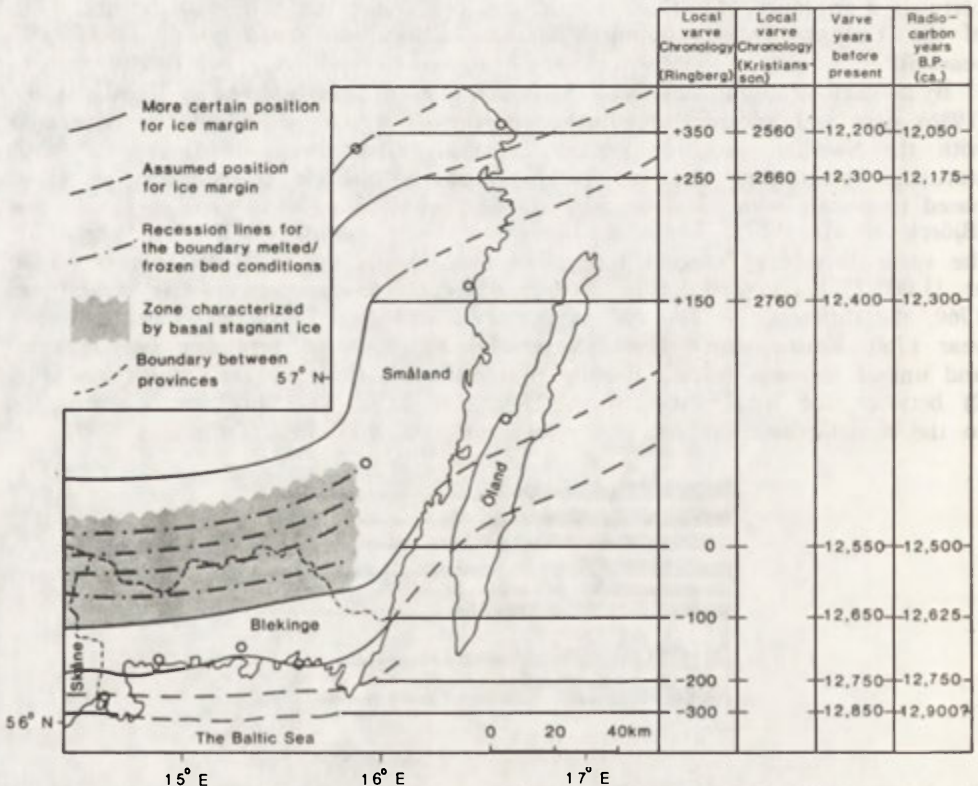 Local varve Chronology (Ringberg)
Local varve Chronology (Kristians-son)
Varve years before present
Radio-carbon years B.P. (ca.)
More certain position
for ice margin
Assumed position
for ice margin
Recession lines for
the boundary melted/
frozen bed conditions
Zone characterized
by basal stagnant ice
Boundary between
provinces
57° N
+350 2560 12,200 12,050
+250 2660 12,300 12,175
+150 2760 12,400 12,300
Småland
Öland
0 12,550 12,500
-100 12,650 12,625
Blekinge
Skåne
-200 12,750 12,750
-300 12,850 12,900?
56° N
The Baltic Sea
0 20 40km
15° E 16° E 17° E